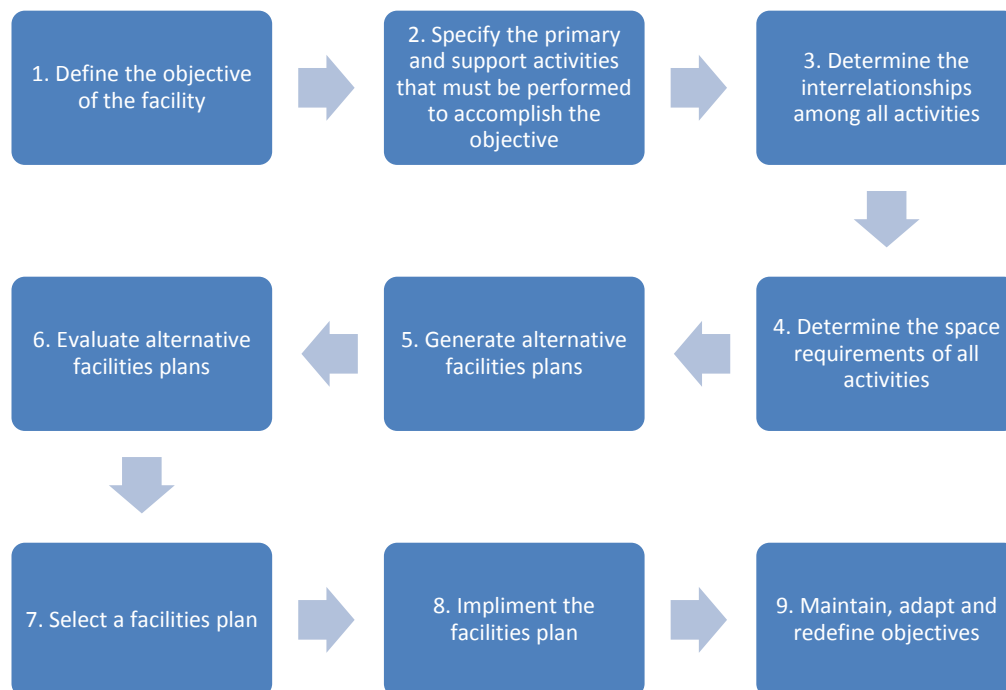 1. Define the objective
of the facility
2. Specify the primary
and support activities
that must be performed
to accomplish the
objective
3. Determine the
interrelationships
among all activities
4. Determine the space
requirements of all
activities
5. Generate alternative
facilities plans
6. Evaluate alternative
facilities plans
7. Select a facilities plan
8. Impliment the
facilities plan
9. Maintain, adapt and
redefine objectives